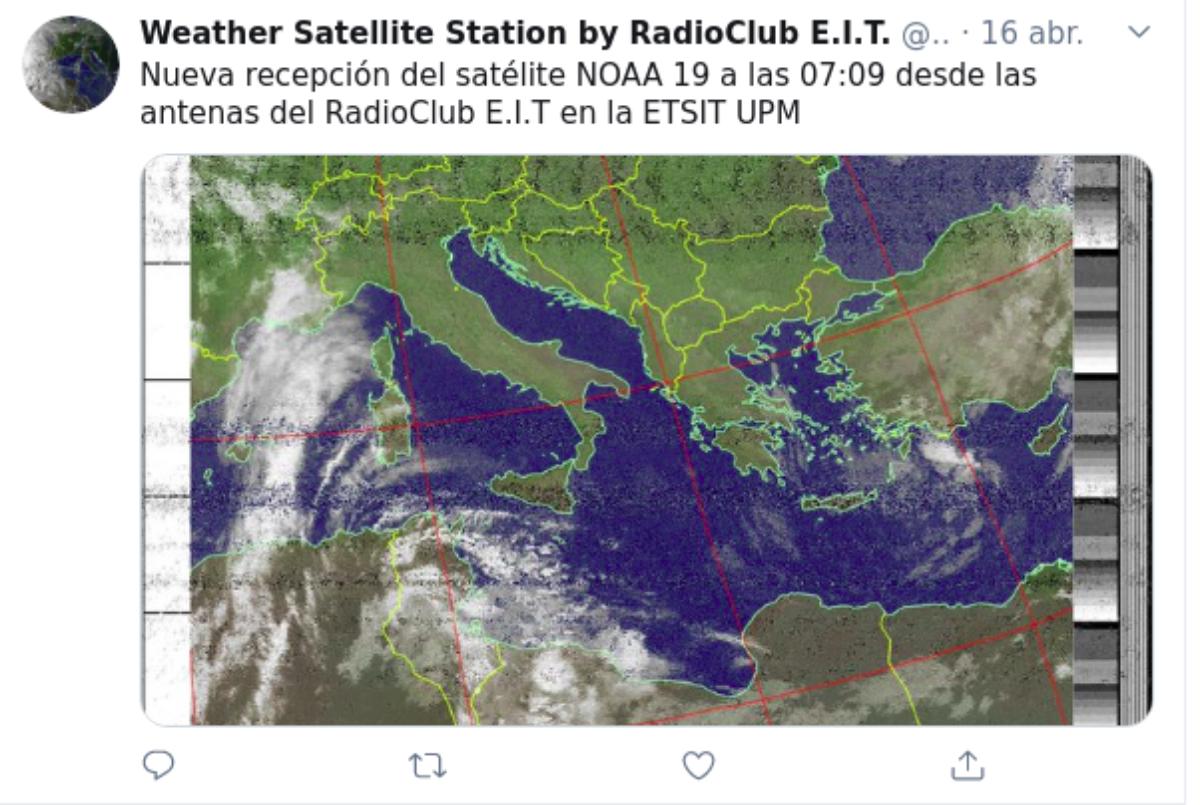 Weather Satellite Station by RadioClub E.I.T. @.. · 16 abr.
Nueva recepción del satélite NOAA 19 a las 07:09 desde las
antenas del RadioClub E.I.T en la ETSIT UPM